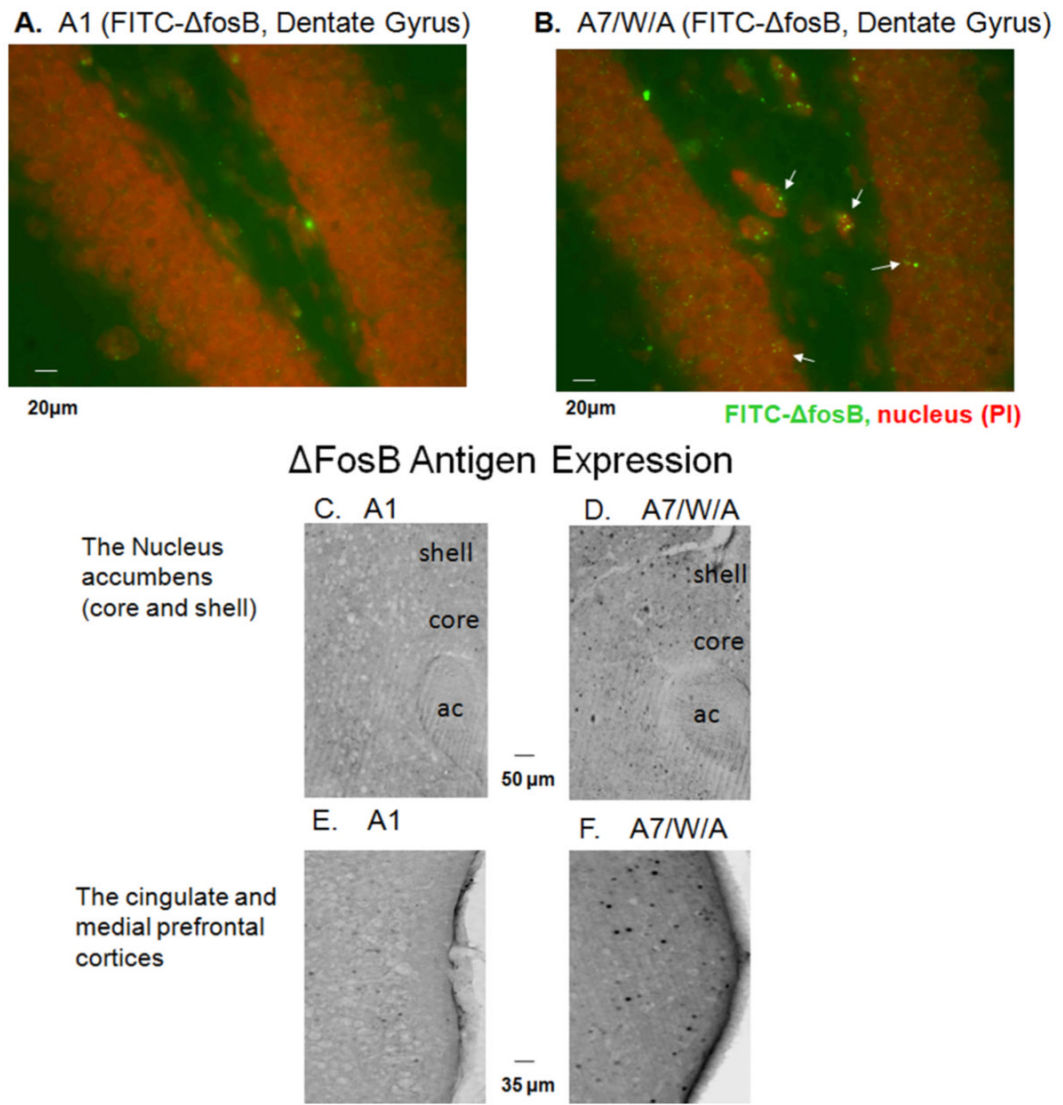 A. A1 (FITC-ΔfosB, Dentate Gyrus)
B. A7/W/A (FITC-ΔfosB, Dentate Gyrus)
20µm
20µm
FITC-ΔfosB, nucleus (PI)
ΔFosB Antigen Expression
C. A1
D. A7/W/A
The Nucleus
accumbens
(core and shell)
shell
core
ac
shell
core
ac
50 µm
E. A1
F. A7/W/A
The cingulate and
medial prefrontal
cortices
35 µm